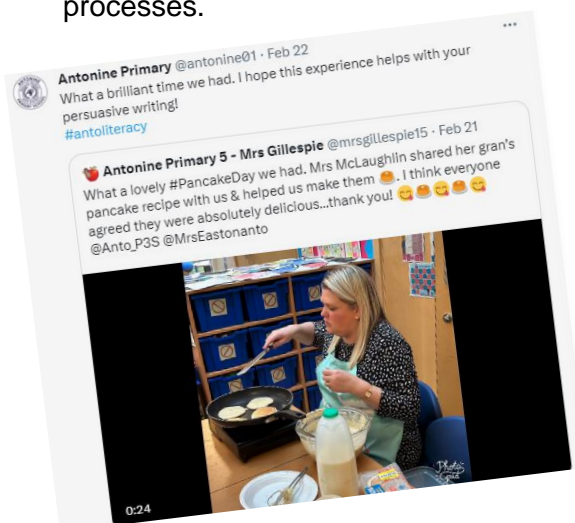 processes.
Antonine Primary @antonine01 · Feb 22
What a brilliant time we had. I hope this experience helps with your
persuasive writing!
#antoliteracy
Antonine Primary 5 - Mrs Gillespie @mrsgillespie15 · Feb 21
What a lovely #PancakeDay we had. Mrs McLaughlin shared her gran's
pancake recipe with us & helped us make them 🥞. I think everyone
agreed they were absolutely delicious...thank you! 😋🥞😋🥞😋
@Anto_P3S @MrsEastonanto
0:24
Photo
Grid